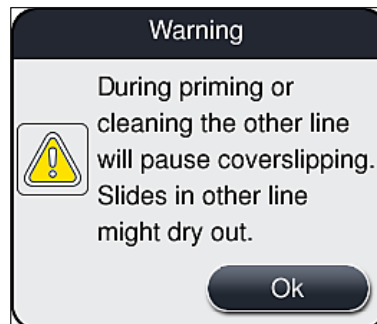 Warning
During priming or
cleaning the other line
will pause coverslipping.
Slides in other line
might dry out.
Ok